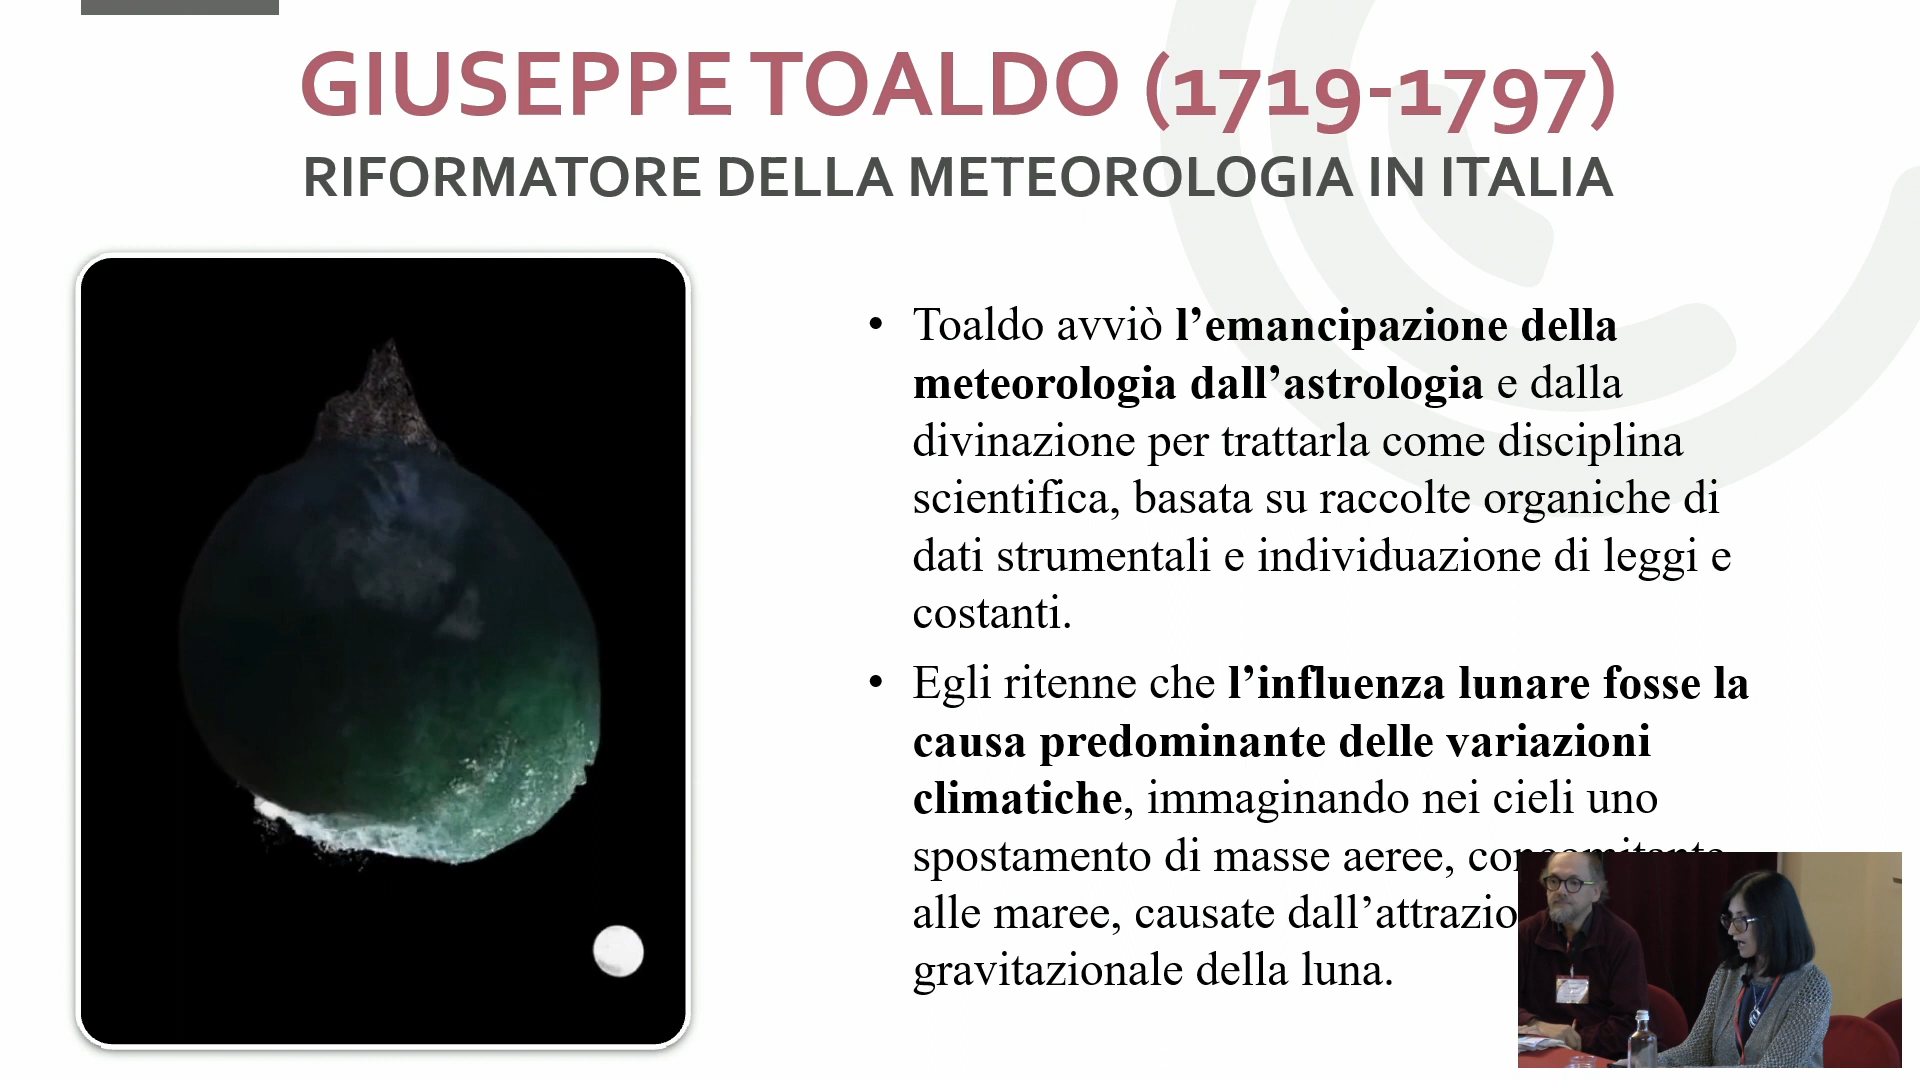 GIUSEPPE TOALDO (1719-1797)
RIFORMATORE DELLA METEOROLOGIA IN ITALIA
• Toaldo avviò l’emancipazione della
meteorologia dall’astrologia e dalla
divinazione per trattarla come disciplina
scientifica, basata su raccolte organiche di
dati strumentali e individuazione di leggi e
costanti.
• Egli ritenne che l’influenza lunare fosse la
causa predominante delle variazioni
climatiche, immaginando nei cieli uno
spostamento di masse aeree, concomitante
alle maree, causate dall’attrazio
gravitazionale della luna.